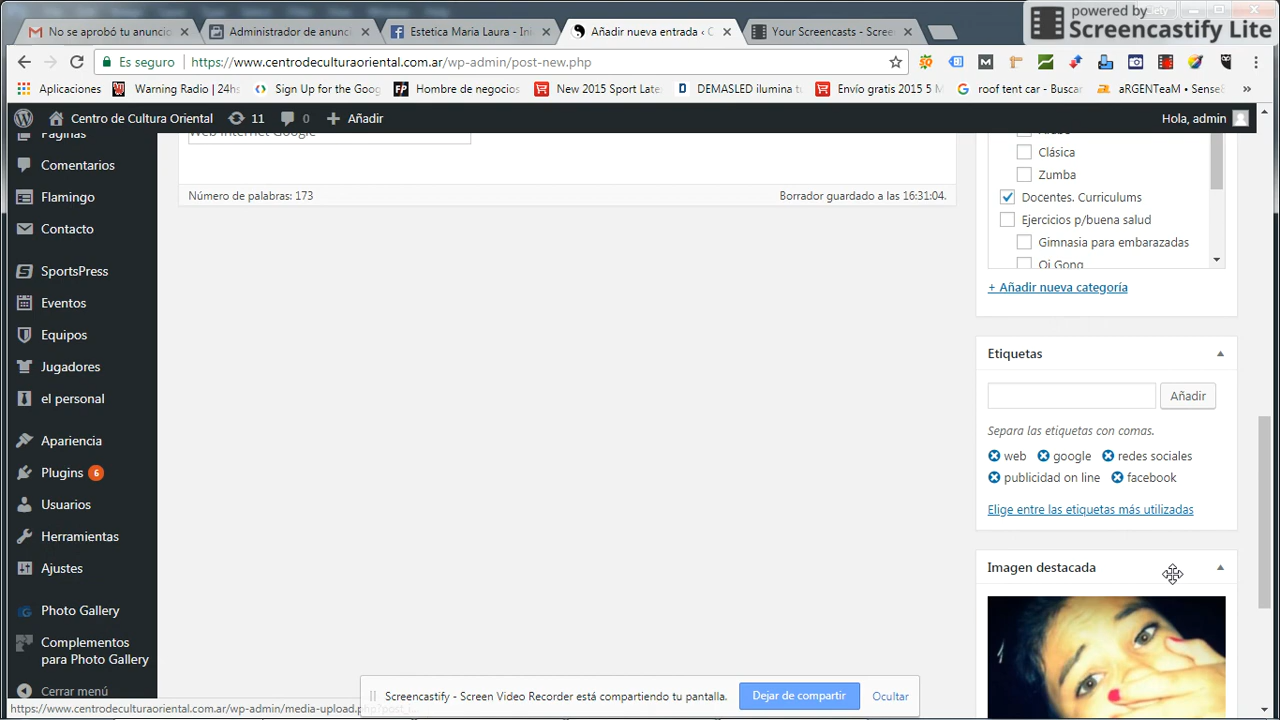 powered by
Screencastify Lite
No se aprobó tu anuncio
Administrador de anunc
Estetica Maria Laura - Ini
Añadir nueva entrada ‹ C
Your Screencasts - Scree
Es seguro
https://www.centrodeculturaoriental.com.ar/wp-admin/post-new.php
Aplicaciones
Warning Radio | 24hs
Sign Up for the Goog
Hombre de negocios
New 2015 Sport Late
DEMASLED ilumina tu
Envío gratis 2015 5 M
roof tent car - Buscar
aRGENTeaM • Sense8
»
Centro de Cultura Oriental
11
0
Añadir
Hola, admin
Páginas
Comentarios
Flamingo
Contacto
SportsPress
Eventos
Equipos
Jugadores
el personal
Apariencia
Plugins 6
Usuarios
Herramientas
Ajustes
Photo Gallery
Complementos
para Photo Gallery
Cerrar menú
Web Internet Google
Número de palabras: 173
Borrador guardado a las 16:31:04.
Árabe
Clásica
Zumba
Docentes. Curriculums
Ejercicios p/buena salud
Gimnasia para embarazadas
Qi Gong
+ Añadir nueva categoría
Etiquetas
Añadir
Separa las etiquetas con comas.
web google redes sociales
publicidad on line facebook
Elige entre las etiquetas más utilizadas
Imagen destacada
Screencastify - Screen Video Recorder está compartiendo tu pantalla.
Dejar de compartir
Ocultar
https://www.centrodeculturaoriental.com.ar/wp-admin/media-upload.php?post_i...